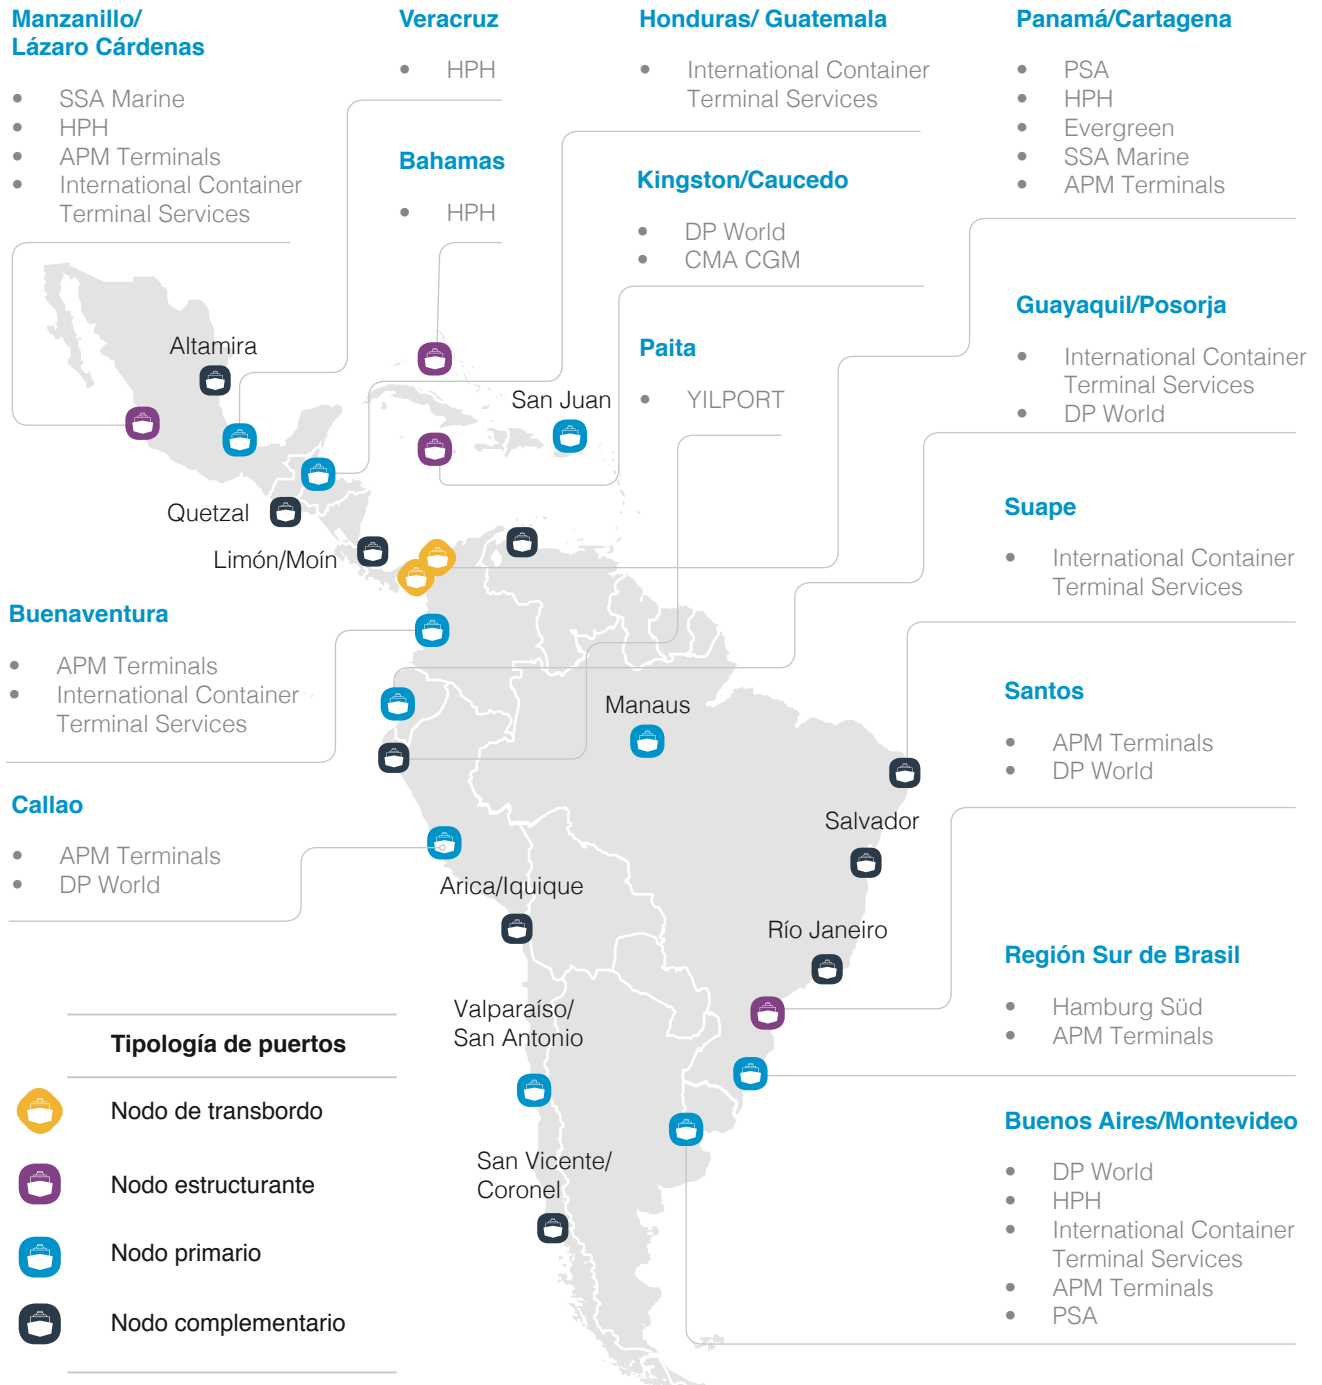 Manzanillo/
Lázaro Cárdenas
• SSA Marine
• HPH
• APM Terminals
• International Container
Terminal Services
Veracruz
• HPH
Bahamas
• HPH
Honduras/ Guatemala
• International Container
Terminal Services
Kingston/Caucedo
• DP World
• CMA CGM
Paita
• YILPORT
Panamá/Cartagena
• PSA
• HPH
• Evergreen
• SSA Marine
• APM Terminals
Guayaquil/Posorja
• International Container
Terminal Services
• DP World
Suape
• International Container
Terminal Services
Santos
• APM Terminals
• DP World
Región Sur de Brasil
• Hamburg Süd
• APM Terminals
Buenos Aires/Montevideo
• DP World
• HPH
• International Container
Terminal Services
• APM Terminals
• PSA
Altamira
San Juan
Quetzal
Limón/Moín
Buenaventura
• APM Terminals
• International Container
Terminal Services
Callao
• APM Terminals
• DP World
Manaus
Salvador
Arica/Iquique
Río Janeiro
Valparaíso/
San Antonio
San Vicente/
Coronel
Tipología de puertos
Nodo de transbordo
Nodo estructurante
Nodo primario
Nodo complementario